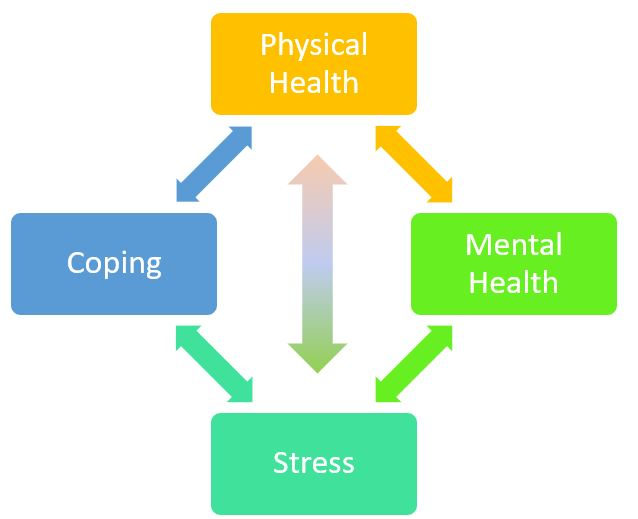 Physical
Health
Coping
Mental
Health
Stress